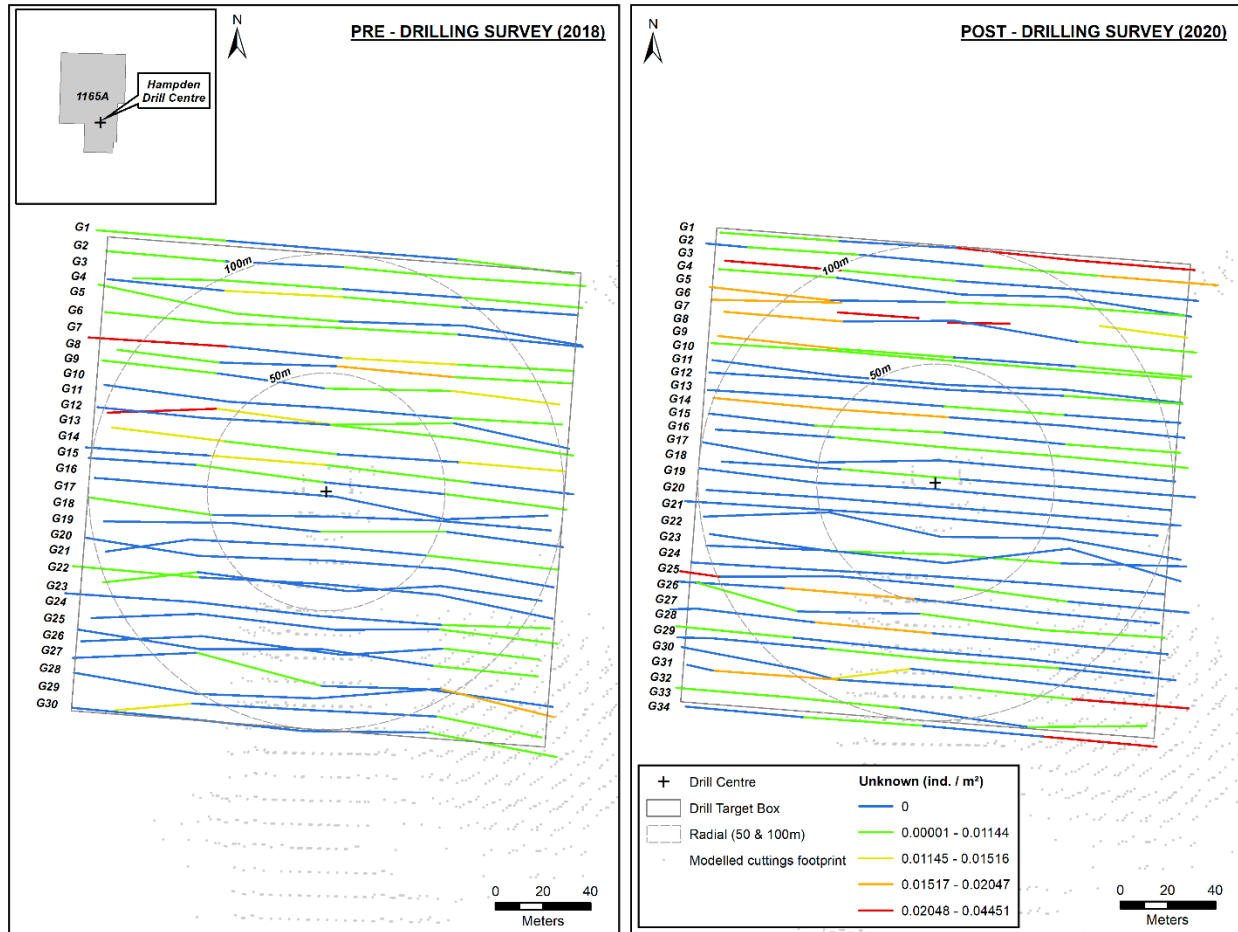 N
PRE - DRILLING SURVEY (2018)
1165A
Hampden
Drill Centre
G1
G2
G3
G4
G5
G6
G7
G8
G9
G10
G11
G12
G13
G14
G15
G16
G17
G18
G19
G20
G21
G22
G23
G24
G25
G26
G27
G28
G29
G30
100m
50m
0 20 40
Meters
N
POST - DRILLING SURVEY (2020)
G1
G2
G3
G4
G5
G6
G7
G8
G9
G10
G11
G12
G13
G14
G15
G16
G17
G18
G19
G20
G21
G22
G23
G24
G25
G26
G27
G28
G29
G30
G31
G32
G33
G34
100m
50m
Drill Centre
Drill Target Box
Radial (50 & 100m)
Modelled cuttings footprint
Unknown (ind. / m²)
0
0.00001 - 0.01144
0.01145 - 0.01516
0.01517 - 0.02047
0.02048 - 0.04451
0 20 40
Meters